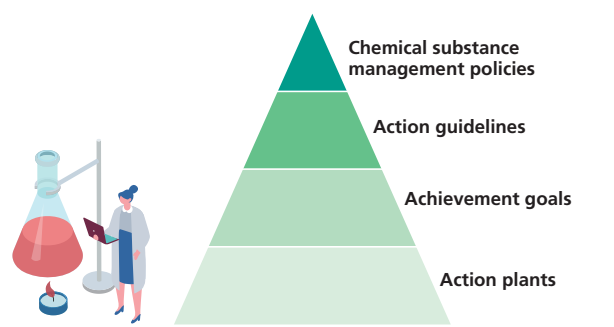 Chemical substance
management policies
Action guidelines
Achievement goals
Action plants